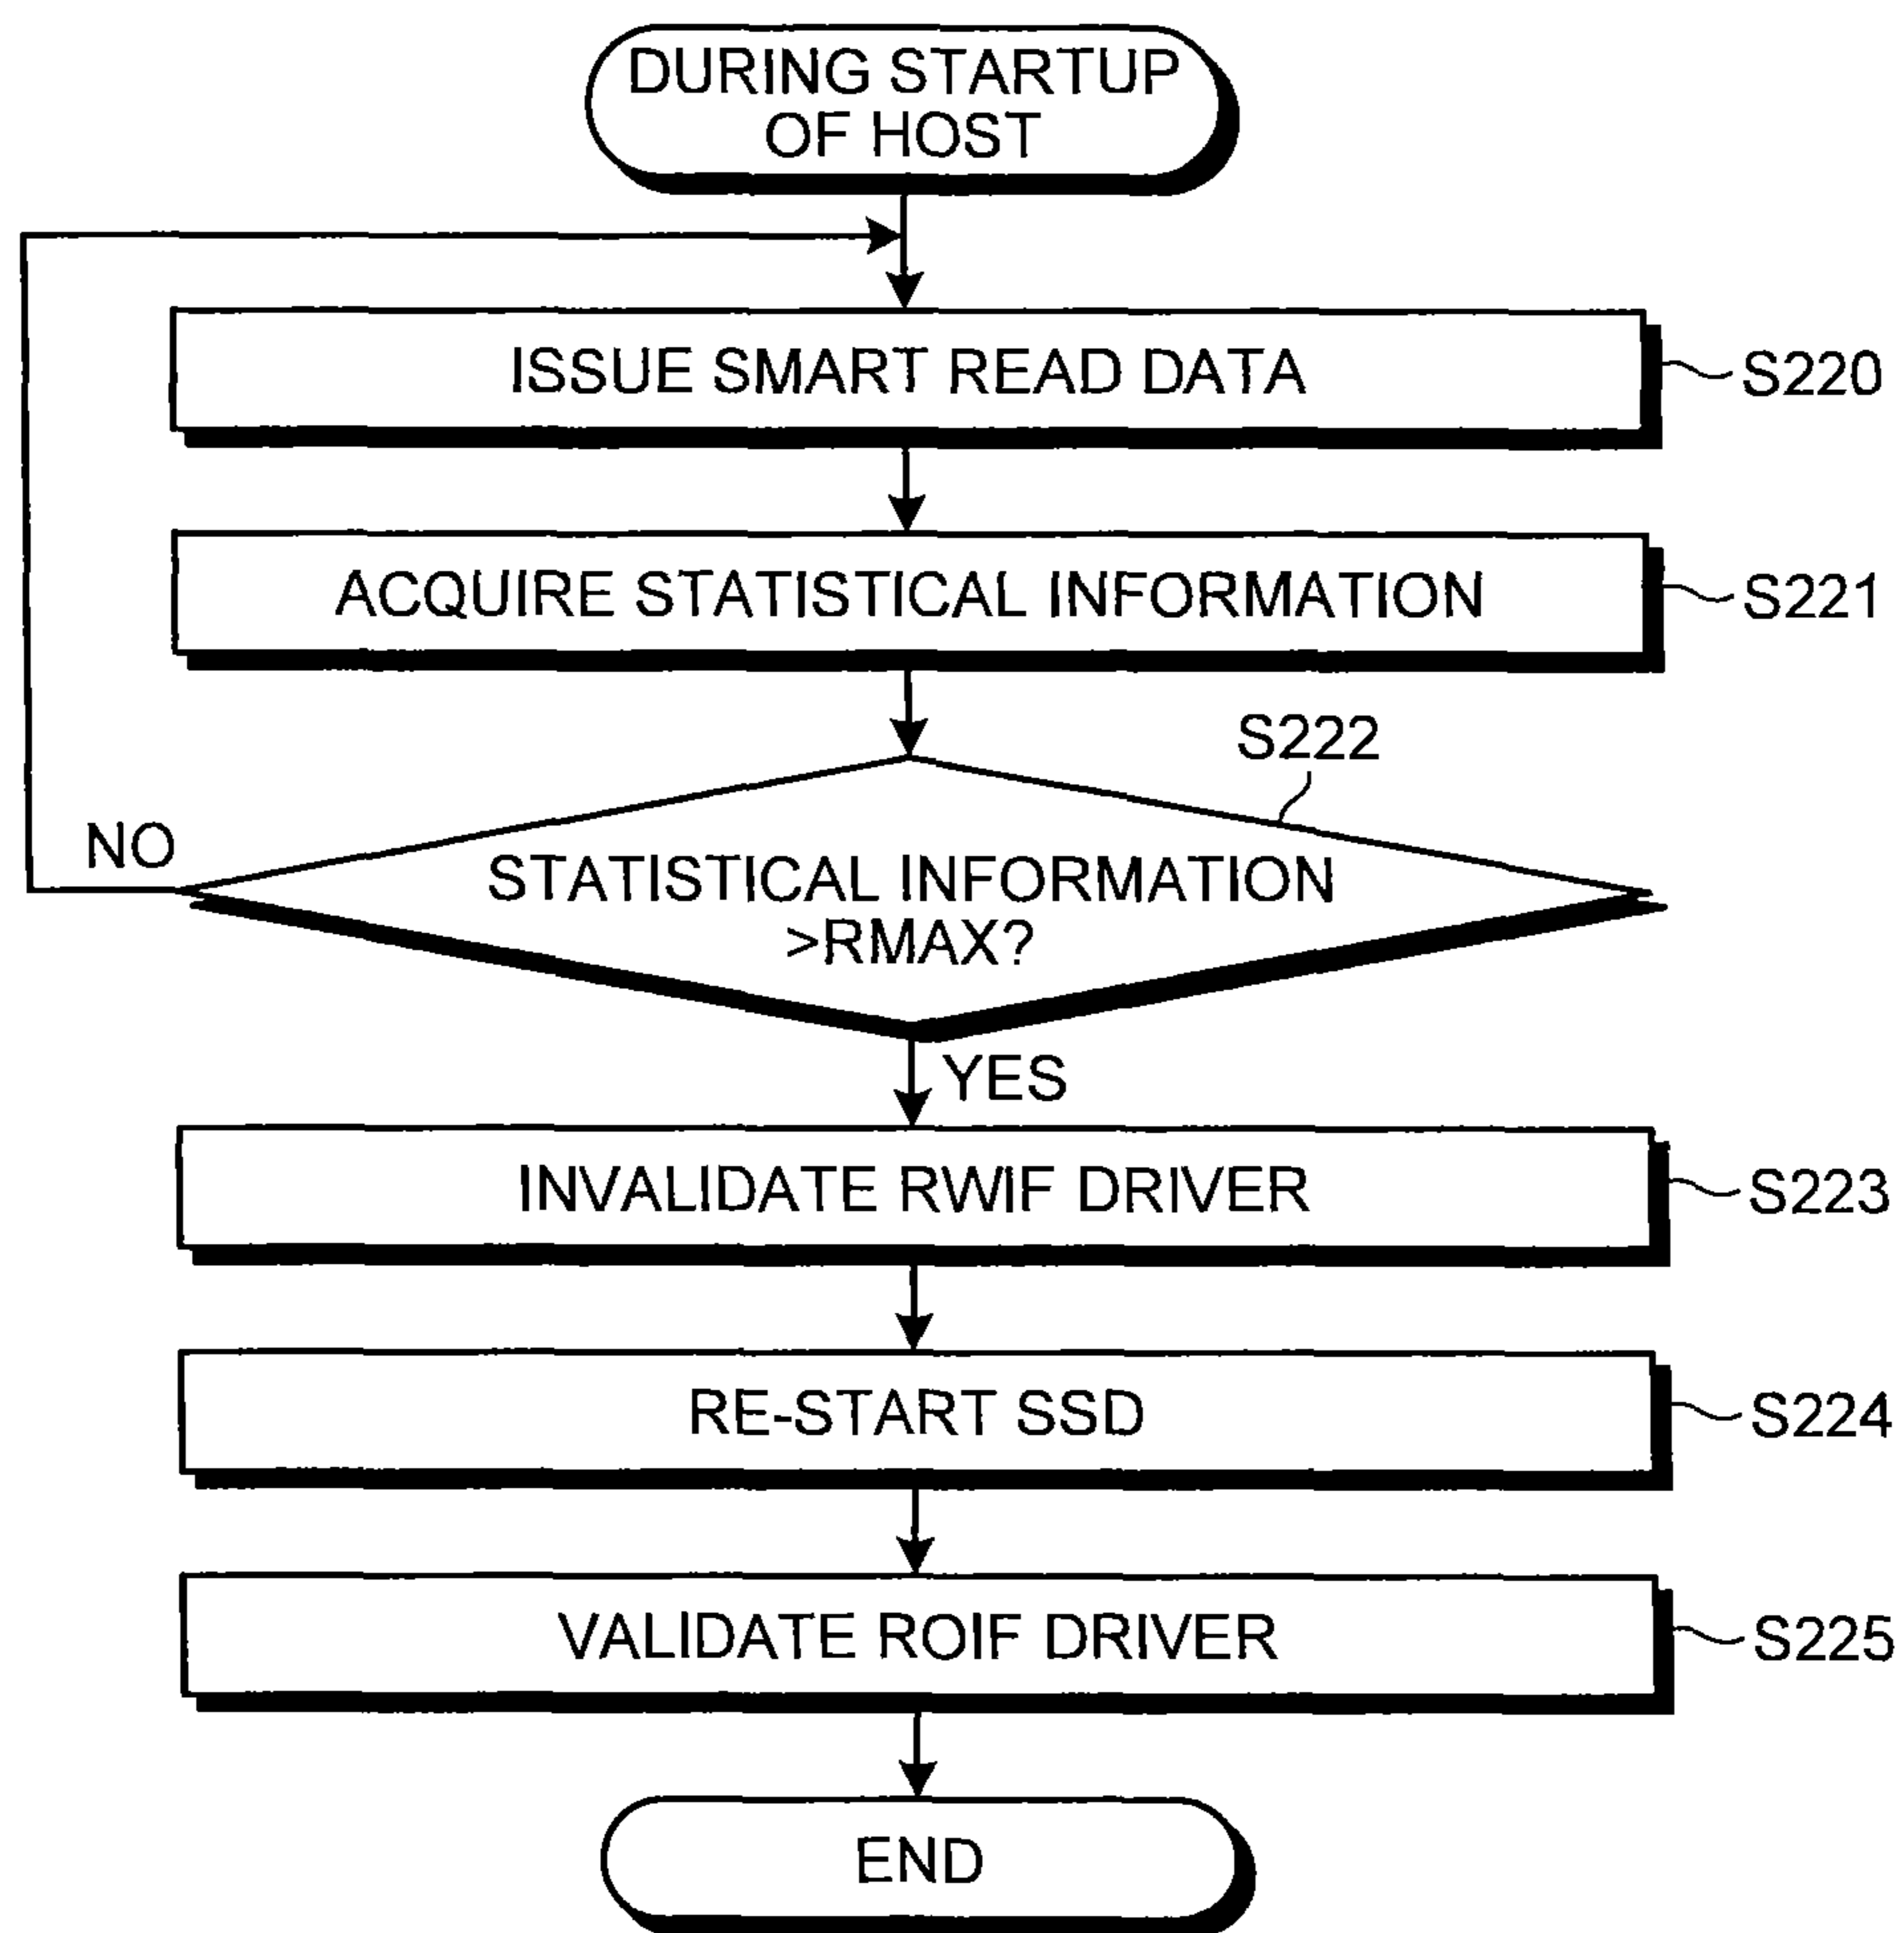 DURING STARTUP
OF HOST
ISSUE SMART READ DATA
S220
ACQUIRE STATISTICAL INFORMATION
S221
S222
NO
STATISTICAL INFORMATION
>RMAX?
YES
INVALIDATE RWIF DRIVER
S223
RE-START SSD
S224
VALIDATE ROIF DRIVER
S225
END